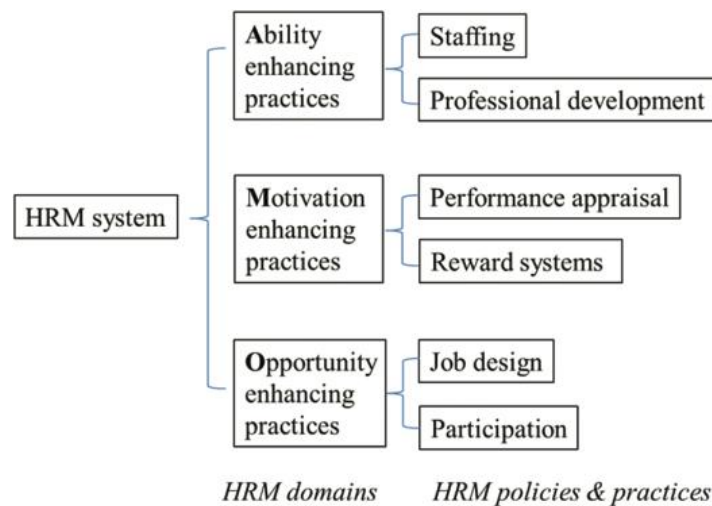 HRM system
Ability
enhancing
practices
Staffing
Professional development
Motivation
enhancing
practices
Performance appraisal
Reward systems
Opportunity
enhancing
practices
Job design
Participation
HRM domains
HRM policies & practices